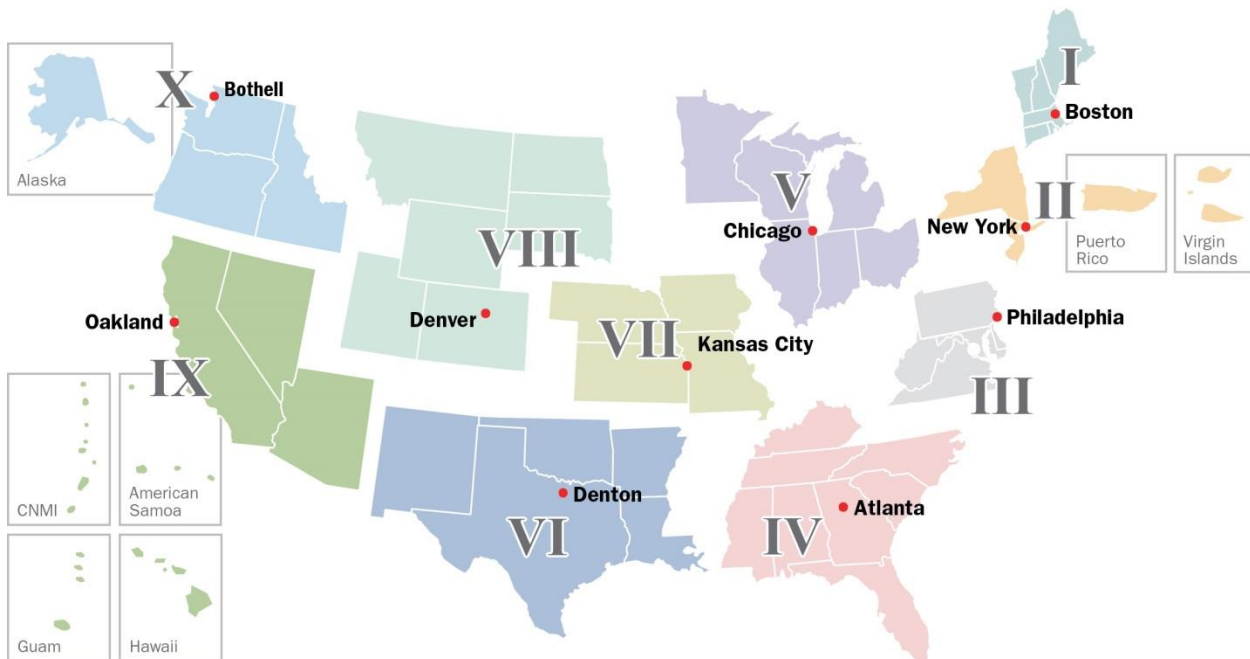 X
Bothell
Alaska
I
Boston
V
Chicago
II
New York
Puerto
Rico
Virgin
Islands
VIII
Denver
Oakland
IX
VII
Kansas City
Philadelphia
III
CNMI
American
Samoa
Denton
VI
Atlanta
IV
Guam
Hawaii